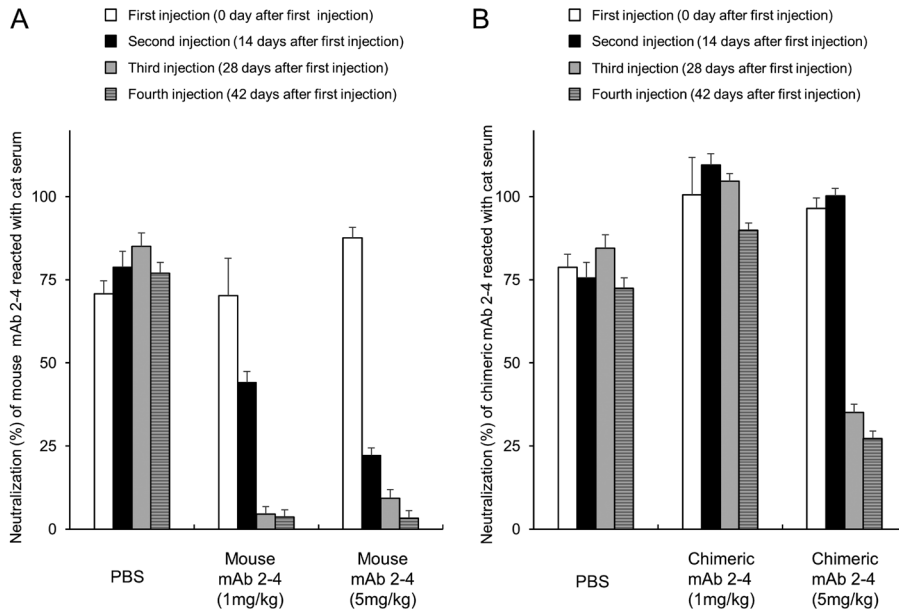 A
First injection (0 day after first injection)
Second injection (14 days after first injection)
Third injection (28 days after first injection)
Fourth injection (42 days after first injection)
Neutralization (%) of mouse mAb 2-4 reacted with cat serum
100
75
50
25
0
PBS
Mouse
mAb 2-4
(1mg/kg)
Mouse
mAb 2-4
(5mg/kg)
B
First injection (0 day after first injection)
Second injection (14 days after first injection)
Third injection (28 days after first injection)
Fourth injection (42 days after first injection)
Neutralization (%) of chimeric mAb 2-4 reacted with cat serum
100
75
50
25
0
PBS
Chimeric
mAb 2-4
(1mg/kg)
Chimeric
mAb 2-4
(5mg/kg)